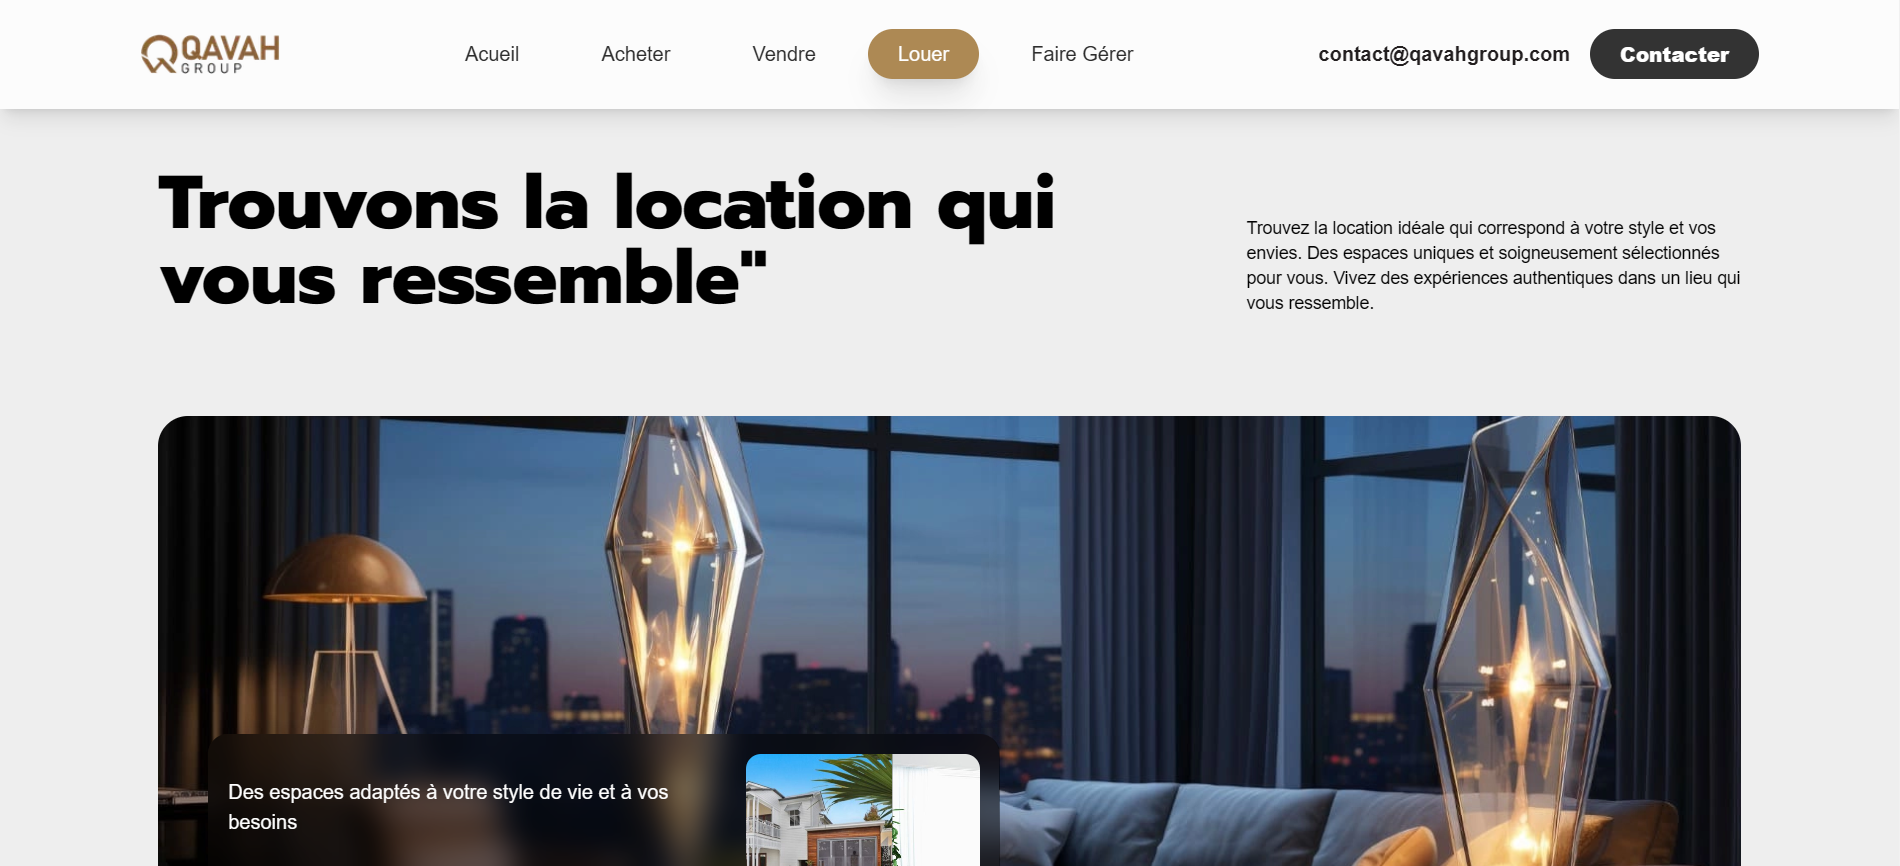 QAVAH
GROUP
Acueil
Acheter
Vendre
Louer
Faire Gérer
contact@qavahgroup.com
Contacter
Trouvons la location qui
vous ressemble"
Trouvez la location idéale qui correspond à votre style et vos
envies. Des espaces uniques et soigneusement sélectionnés
pour vous. Vivez des expériences authentiques dans un lieu qui
vous ressemble.
Des espaces adaptés à votre style de vie et à vos
besoins